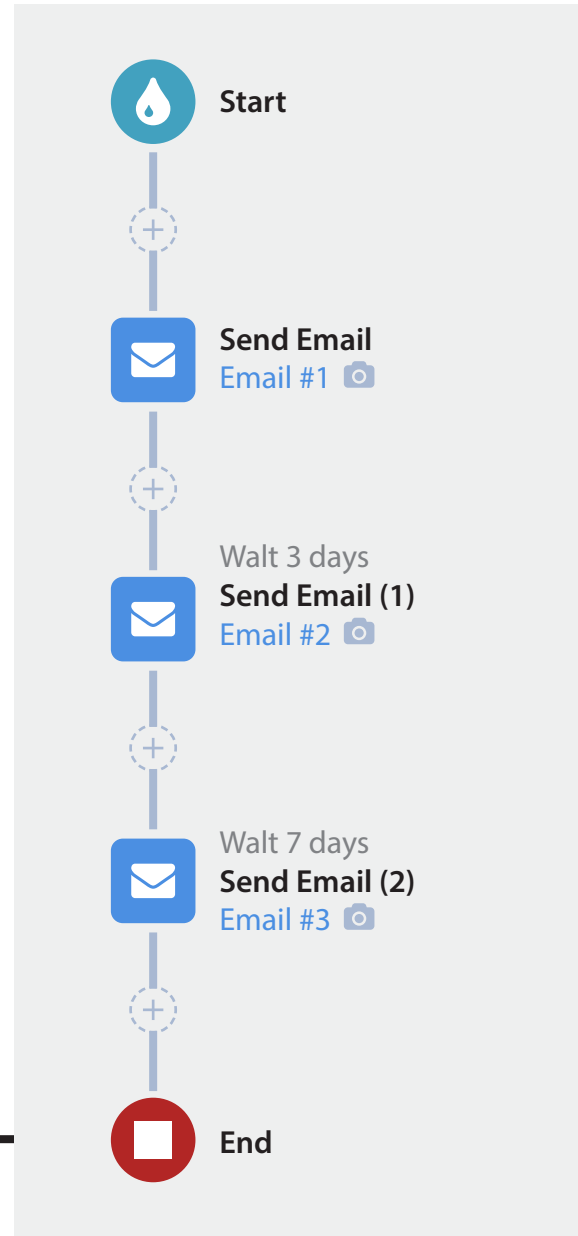 Start
Send Email
Email #1
Walt 3 days
Send Email (1)
Email #2
Walt 7 days
Send Email (2)
Email #3
End